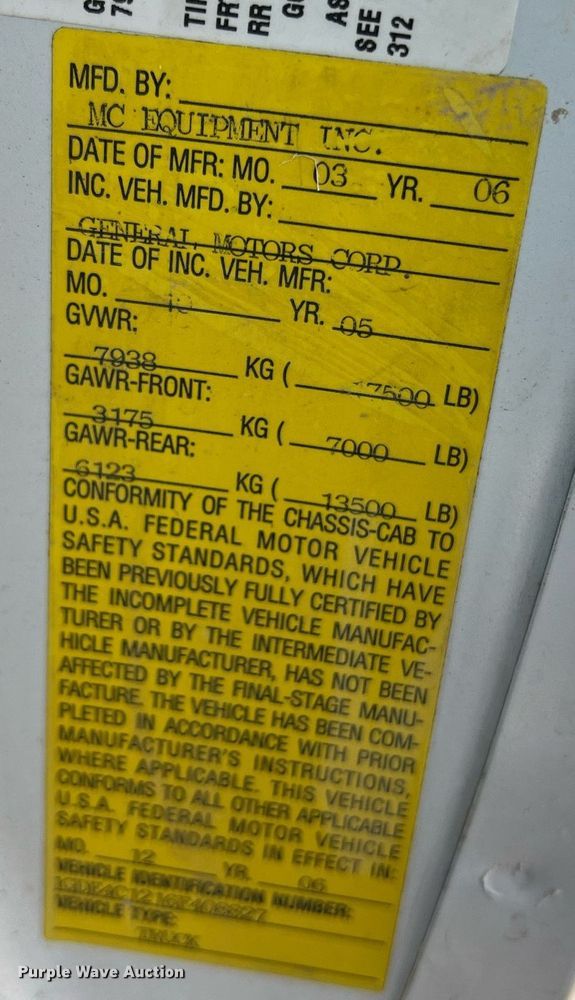 SEE
312
MFD. BY:
MC EQUIPMENT INC.
DATE OF MFR: MO. 03 YR. 06
INC. VEH. MFD. BY:
GENERAL MOTORS CORP.
DATE OF INC. VEH. MFR:
MO. YR. 05
GVWR:
7938 KG ( 17500 LB)
GAWR-FRONT:
3175 KG ( 7000 LB)
GAWR-REAR:
6123 KG ( 13500 LB)
CONFORMITY OF THE CHASSIS-CAB TO
U.S.A. FEDERAL MOTOR VEHICLE
SAFETY STANDARDS, WHICH HAVE
BEEN PREVIOUSLY FULLY CERTIFIED BY
THE INCOMPLETE VEHICLE MANUFAC-
TURER OR BY THE INTERMEDIATE VE-
HICLE MANUFACTURER, HAS NOT BEEN
AFFECTED BY THE FINAL-STAGE MANU-
FACTURE. THE VEHICLE HAS BEEN COM-
PLETED IN ACCORDANCE WITH PRIOR
MANUFACTURER'S INSTRUCTIONS,
WHERE APPLICABLE. THIS VEHICLE
CONFORMS TO ALL OTHER APPLICABLE
U.S.A. FEDERAL MOTOR VEHICLE
SAFETY STANDARDS IN EFFECT IN:
MO. 12 YR. 06
VEHICLE IDENTIFICATION NUMBER:
VEHICLE TYPE:
TRUCK
Purple Wave Auction